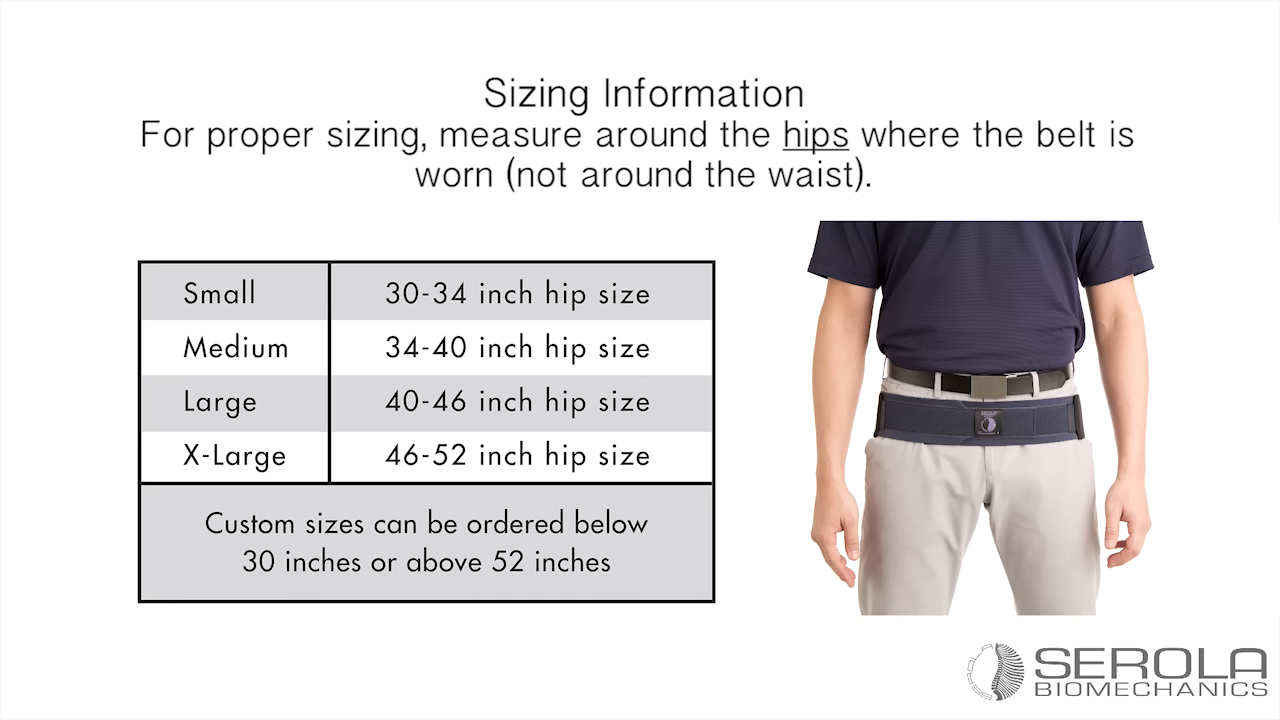 Sizing Information
For proper sizing, measure around the hips where the belt is
worn (not around the waist).
Small 30-34 inch hip size
Medium 34-40 inch hip size
Large 40-46 inch hip size
X-Large 46-52 inch hip size
Custom sizes can be ordered below
30 inches or above 52 inches
SEROLA
BIOMECHANICS